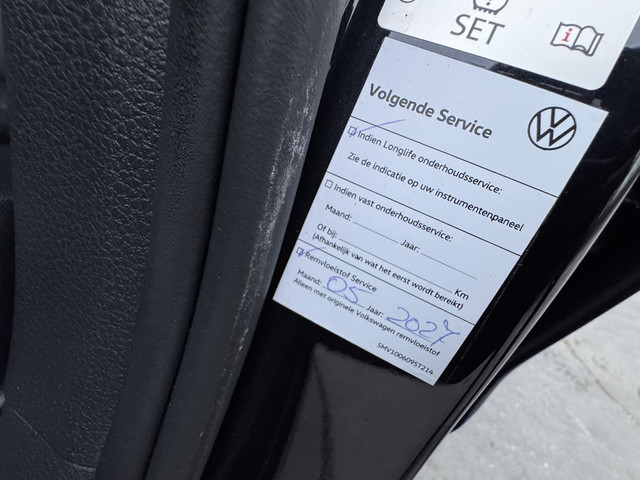 SET
Volgende Service
Indien Longlife onderhoudsservice:
Zie de indicatie op uw instrumentenpaneel
Indien vast onderhoudsservice:
Maand: Jaar:
Of bij: Km
(Afhankelijk van wat het eerst wordt bereikt)
Remvloeistof Service
Maand: 05 Jaar: 2027
Alleen met originele Volkswagen remvloeistof
5MV1006095T214